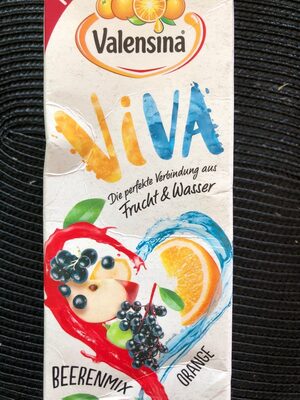 Valensina
ViVA
Die perfekte Verbindung aus
Frucht & Wasser
BEERENMIX
ORANGE